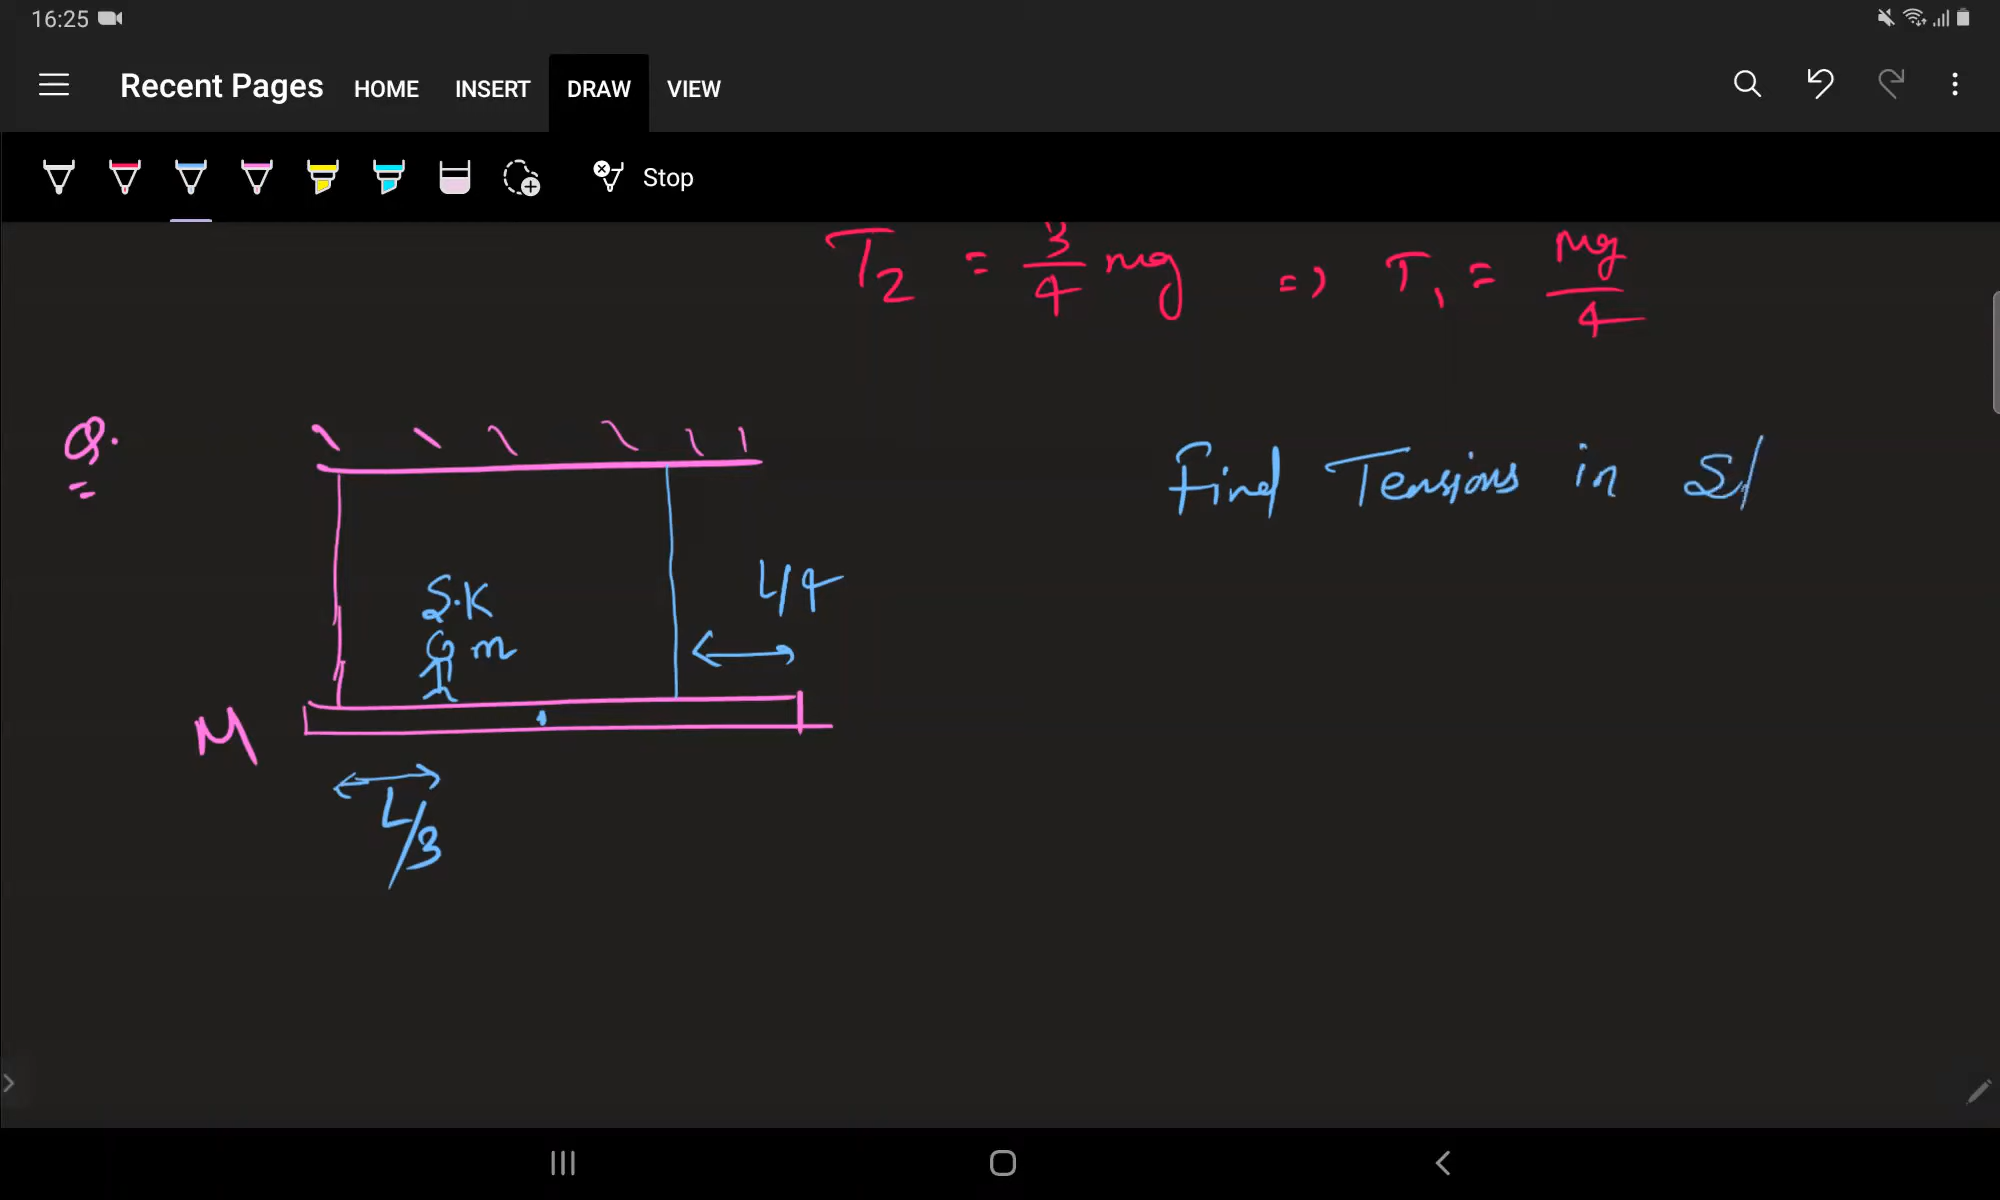 16:25
Recent Pages HOME INSERT DRAW VIEW
Stop
T2 = 3/4 mg => T1 = Mg/4
Q.
Find Tensions in
S.K
m
L/4
M
L/3